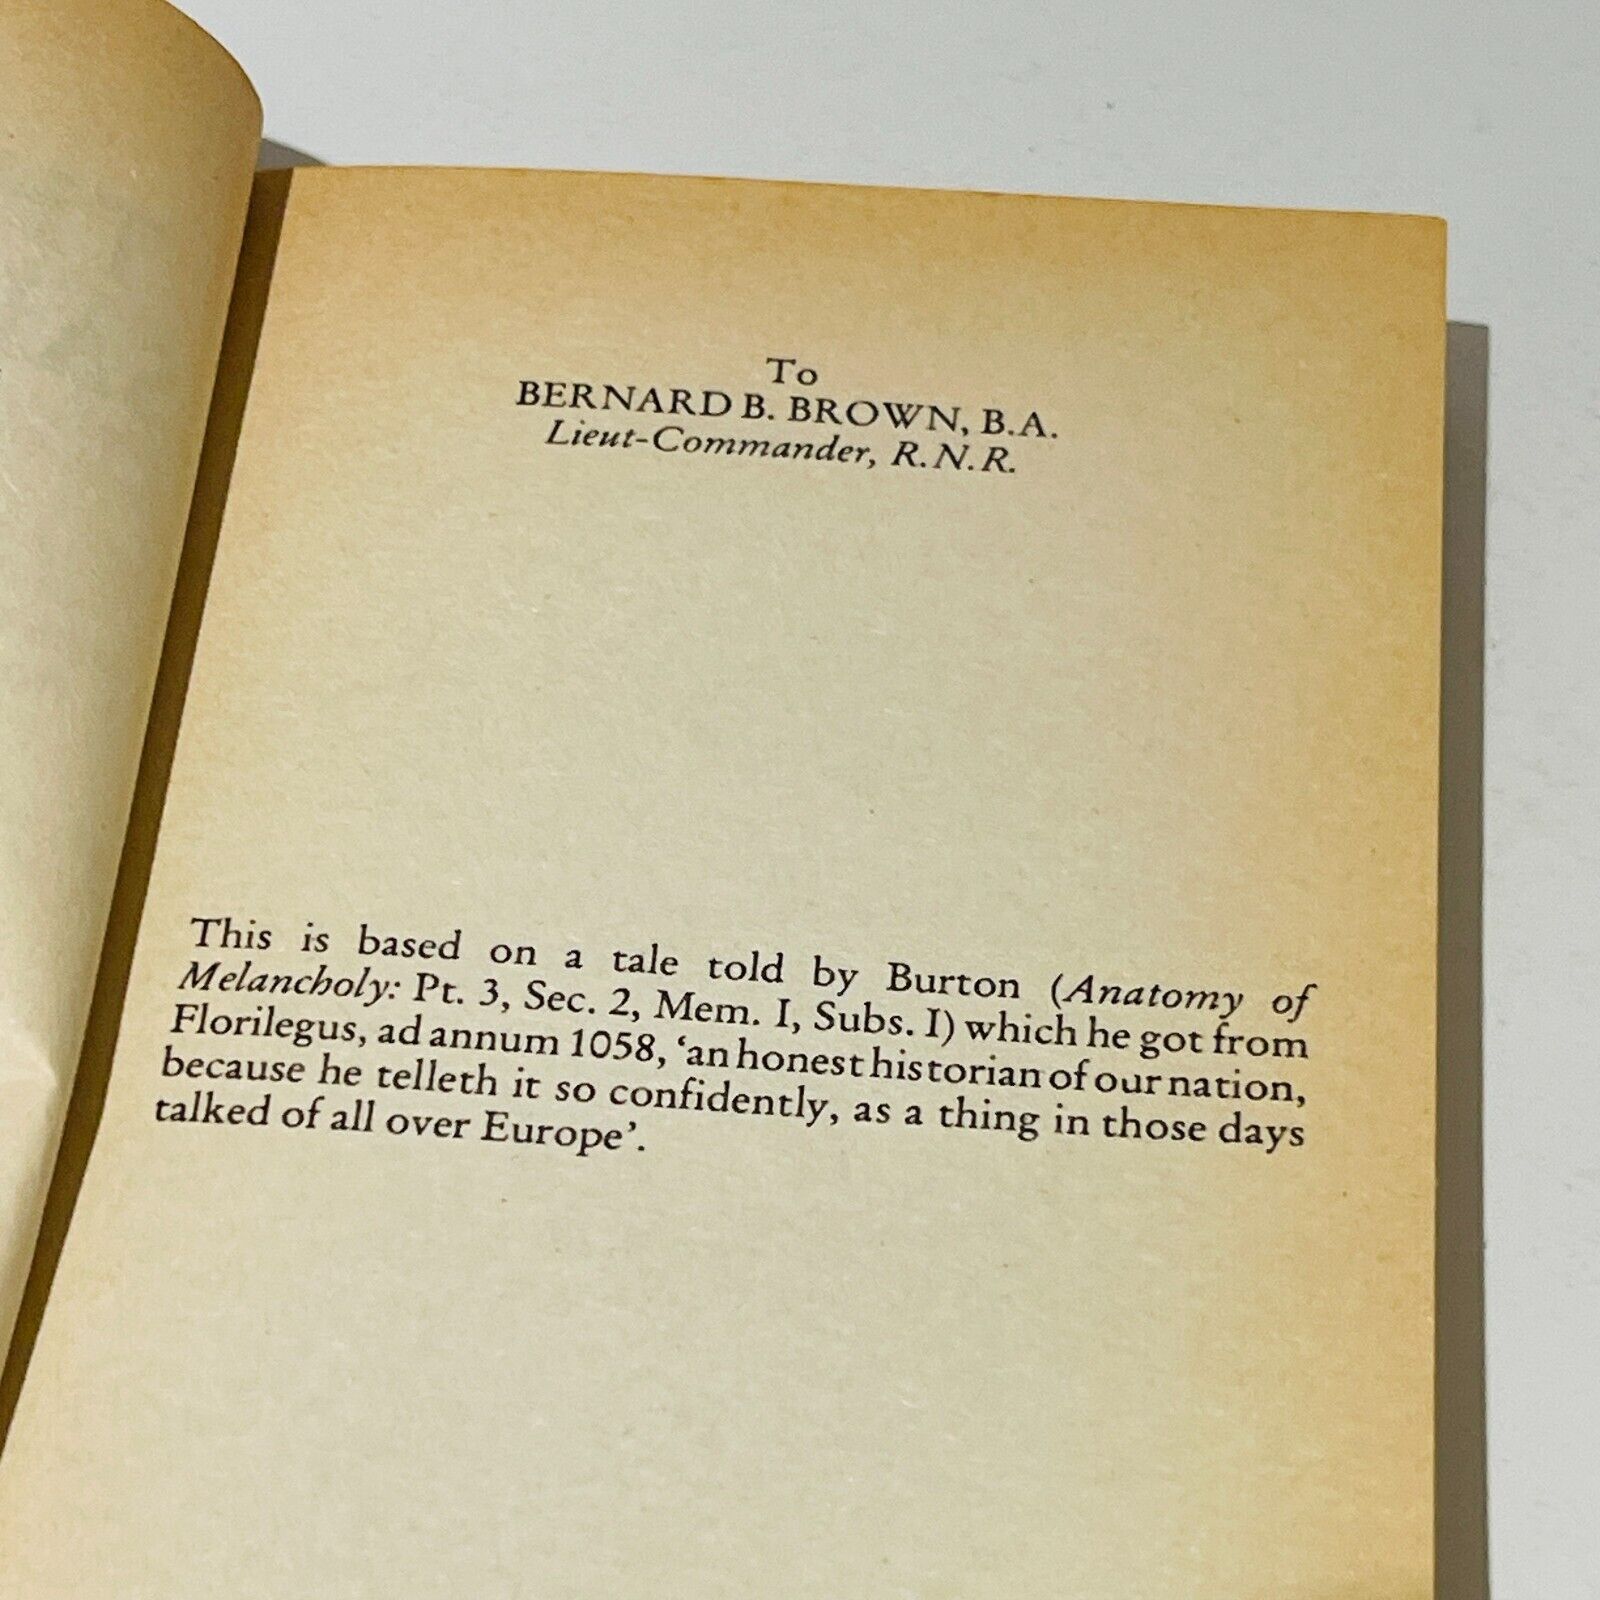 To
BERNARD B. BROWN, B.A.
Lieut-Commander, R.N.R.
This is based on a tale told by Burton (Anatomy of
Melancholy: Pt. 3, Sec. 2, Mem. I, Subs. I) which he got from
Florilegus, ad annum 1058, ‘an honest historian of our nation,
because he telleth it so confidently, as a thing in those days
talked of all over Europe’.